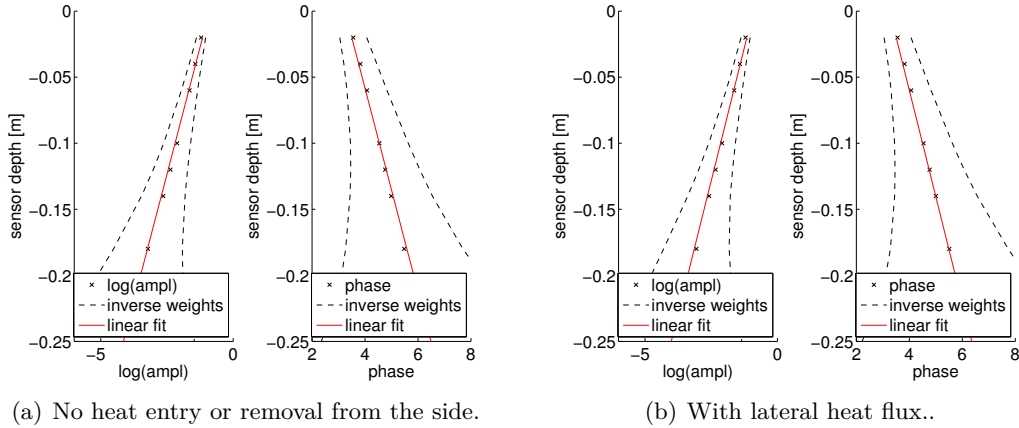 0
−0.05
−0.1
−0.15
−0.2
−0.25
sensor depth [m]
× log(ampl)
inverse weights
linear fit
−5 0
log(ampl)
0
−0.05
−0.1
−0.15
−0.2
−0.25
sensor depth [m]
× phase
inverse weights
linear fit
2 4 6 8
phase
(a) No heat entry or removal from the side.
0
−0.05
−0.1
−0.15
−0.2
−0.25
sensor depth [m]
× log(ampl)
inverse weights
linear fit
−5 0
log(ampl)
0
−0.05
−0.1
−0.15
−0.2
−0.25
sensor depth [m]
× phase
inverse weights
linear fit
2 4 6 8
phase
(b) With lateral heat flux..